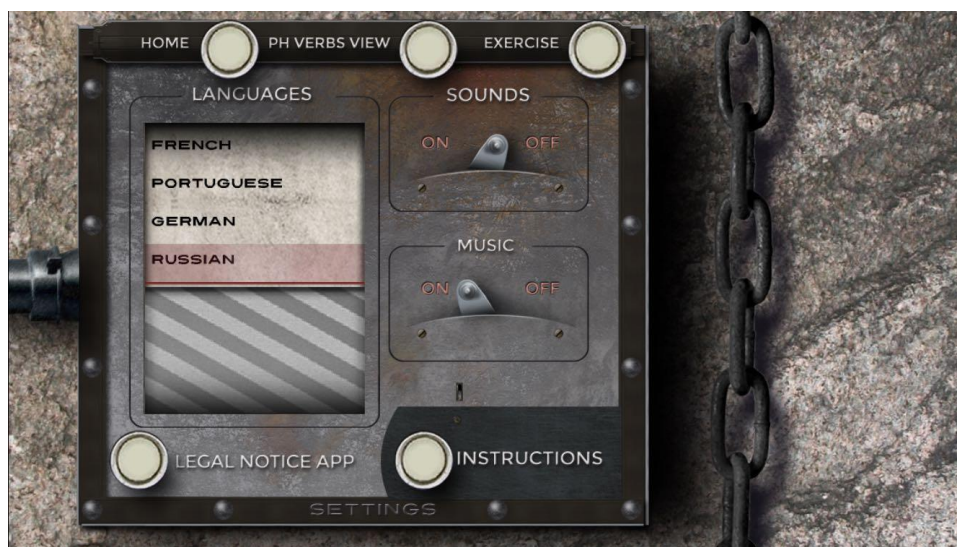 HOME PH VERBS VIEW EXERCISE
LANGUAGES
FRENCH
PORTUGUESE
GERMAN
RUSSIAN
SOUNDS
ON OFF
MUSIC
ON OFF
LEGAL NOTICE APP
INSTRUCTIONS
SETTINGS